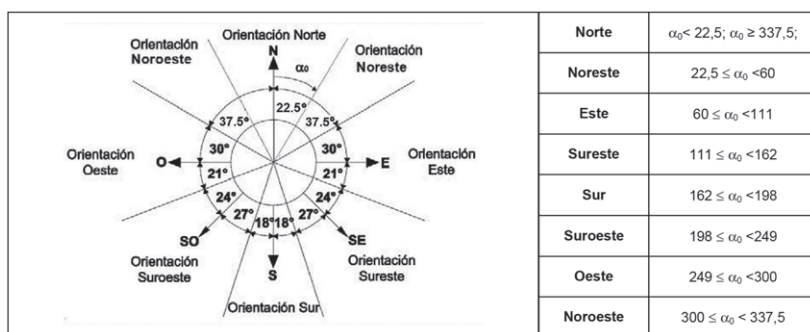 Orientación Norte
N
Orientación
Noroeste
Orientación
Noreste
α₀
22.5°
37.5°
37.5°
30°
30°
Orientación
Oeste
O
E
Orientación
Este
21°
21°
24°
24°
27°
18°
18°
27°
SO
SE
S
Orientación
Suroeste
Orientación
Sureste
Orientación Sur
Norte α₀< 22,5; α₀ ≥ 337,5;
Noreste 22,5 ≤ α₀ <60
Este 60 ≤ α₀ <111
Sureste 111 ≤ α₀ <162
Sur 162 ≤ α₀ <198
Suroeste 198 ≤ α₀ <249
Oeste 249 ≤ α₀ <300
Noroeste 300 ≤ α₀ < 337,5